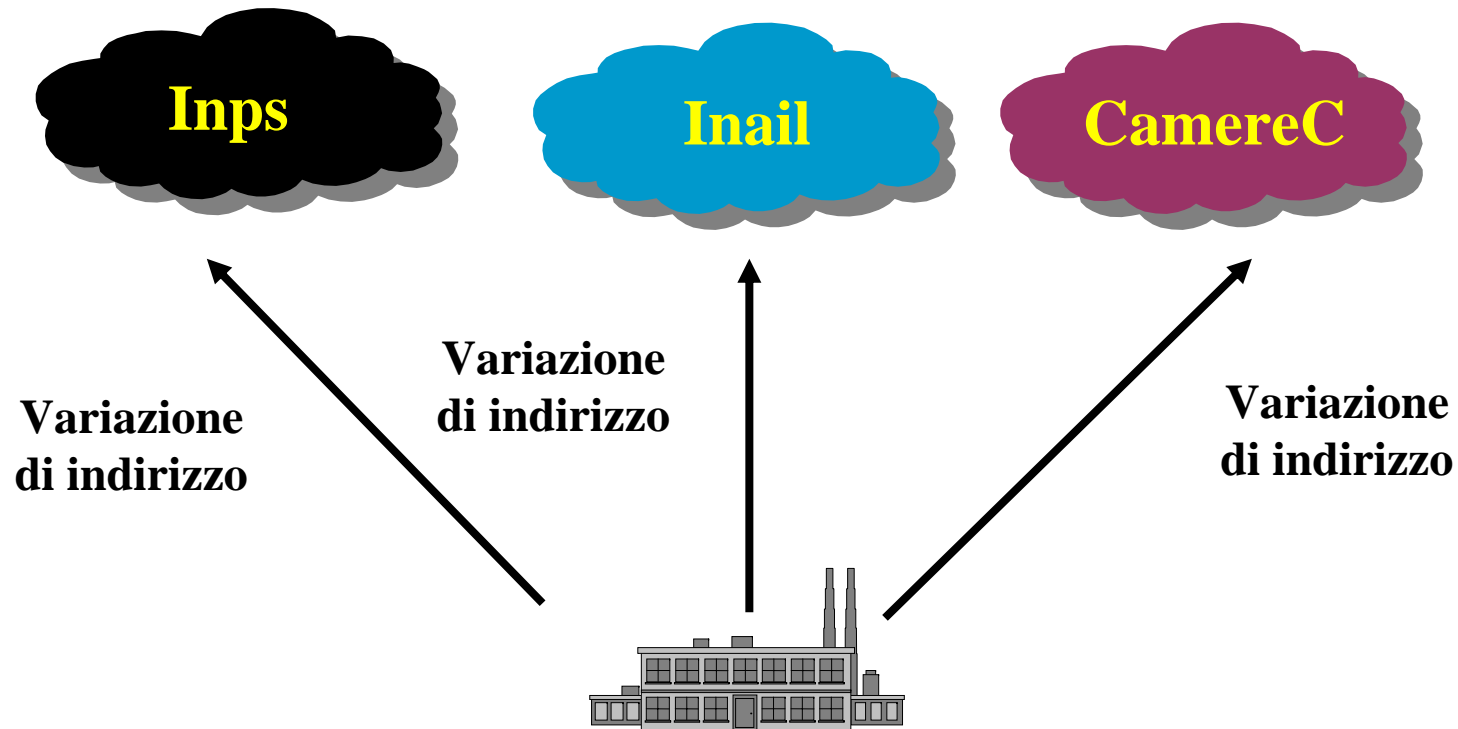 Inps
Inail
CamereC
Variazione
di indirizzo
Variazione
di indirizzo
Variazione
di indirizzo